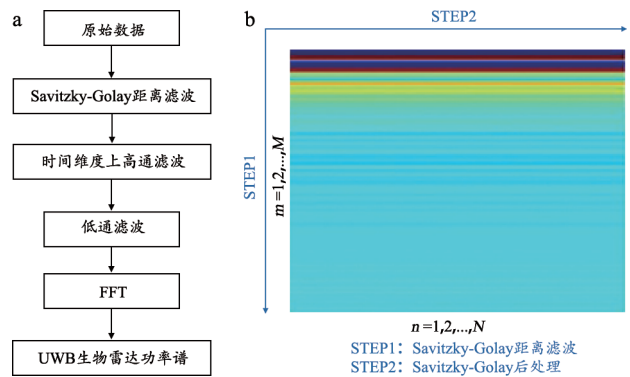 a
原始数据
Savitzky-Golay距离滤波
时间维度上高通滤波
低通滤波
FFT
UWB生物雷达功率谱
b
STEP2
STEP1
m=1,2,...,M
n=1,2,...,N
STEP1：Savitzky-Golay距离滤波
STEP2：Savitzky-Golay后处理